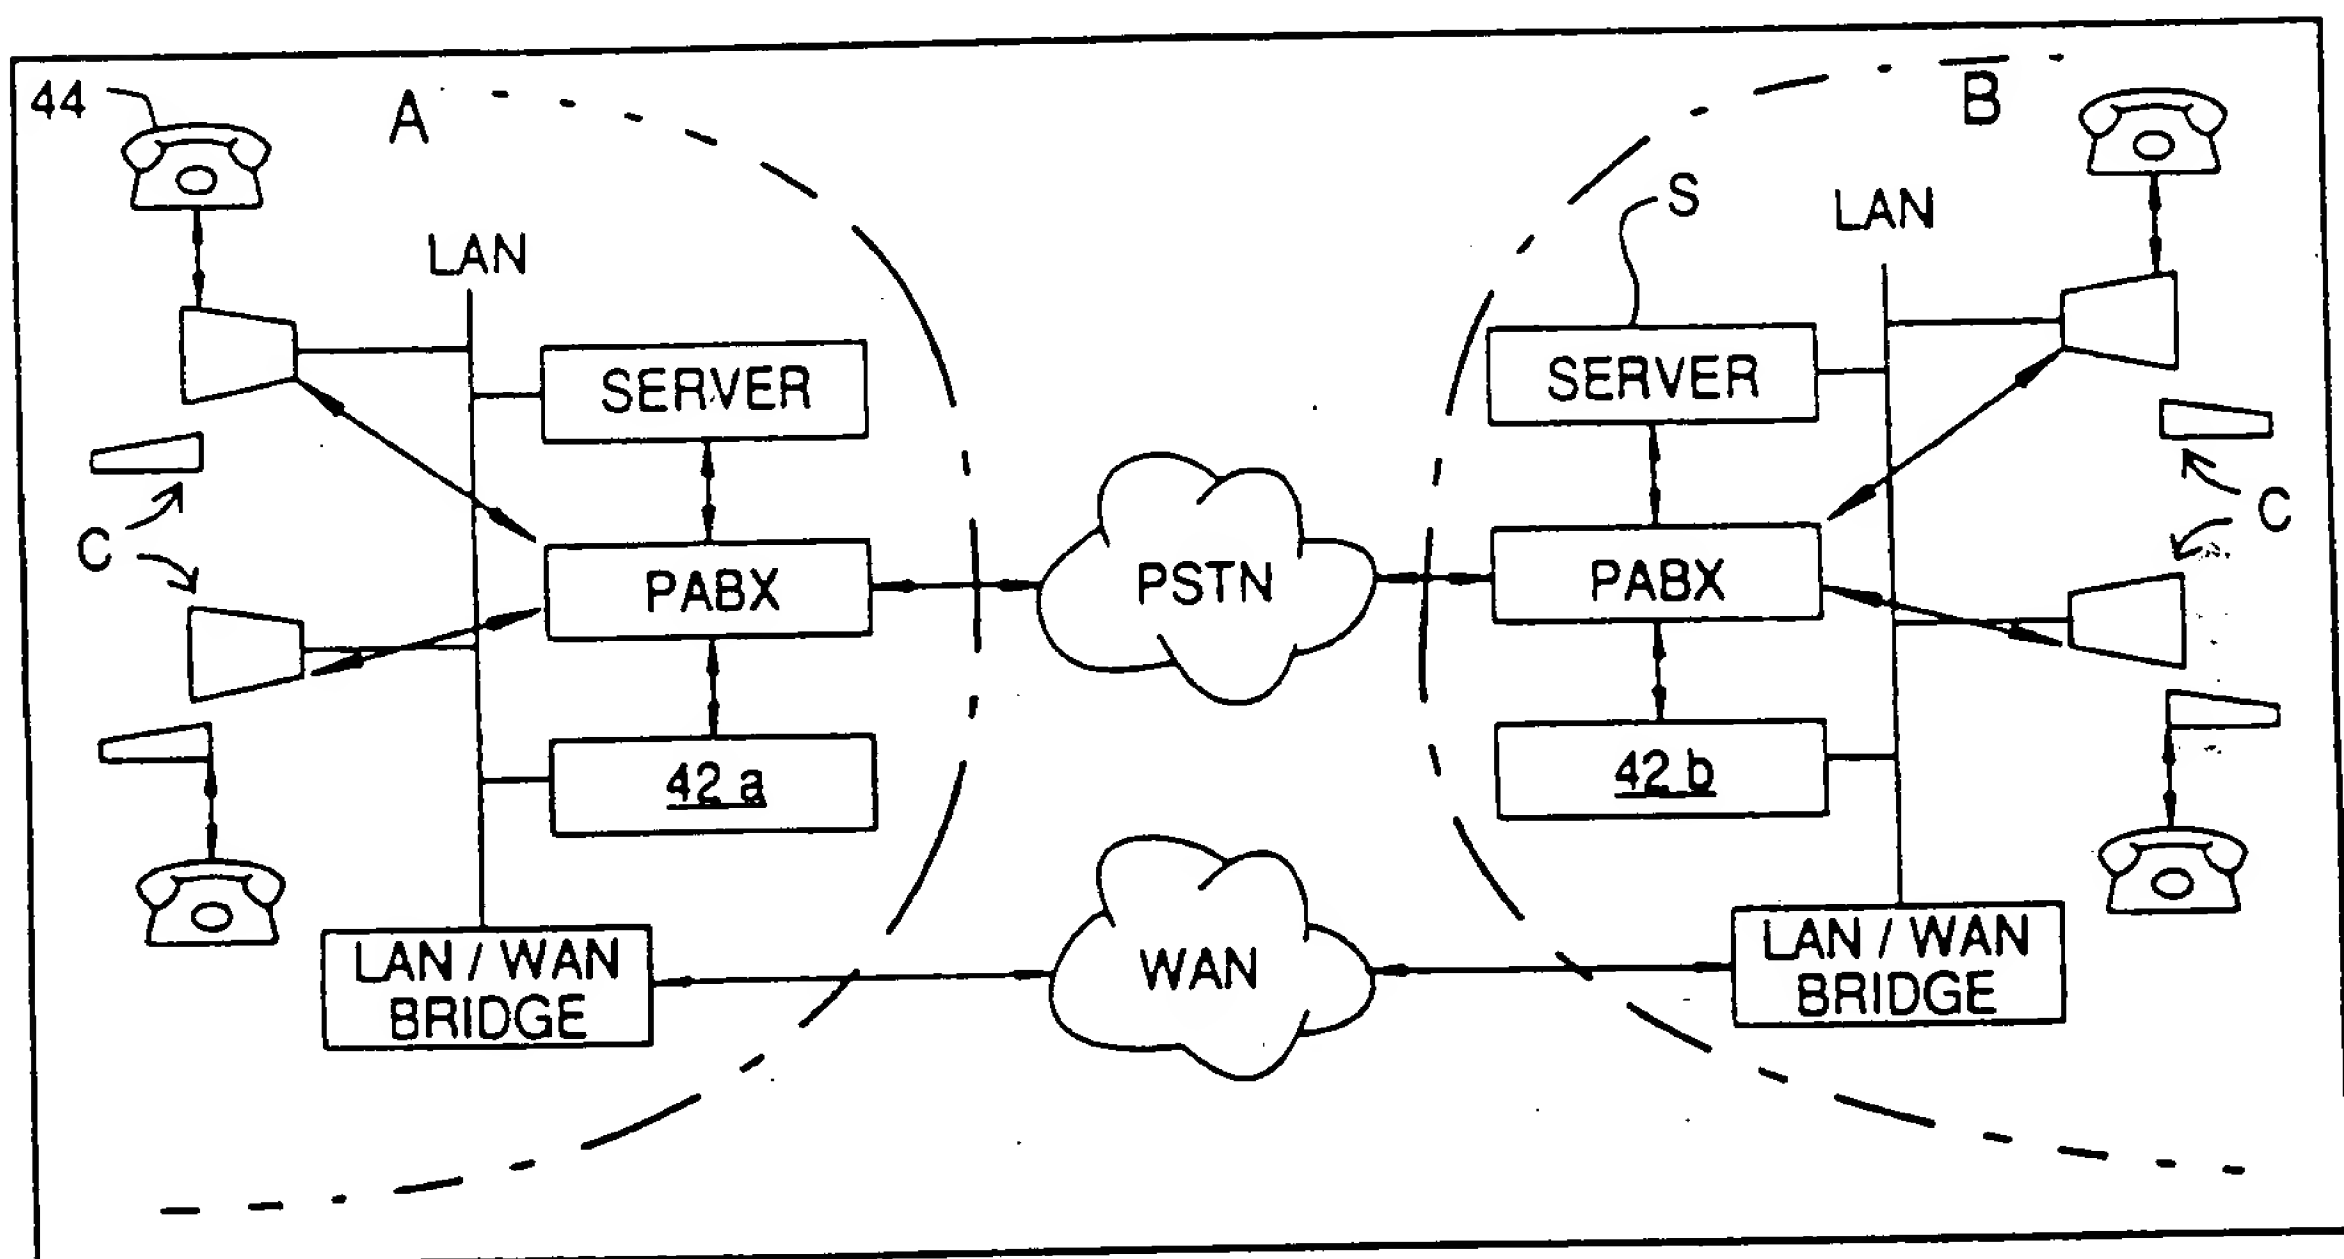 44
A
B
S
LAN
LAN
SERVER
SERVER
C
C
PABX
PSTN
PABX
42 a
42 b
LAN / WAN
BRIDGE
WAN
LAN / WAN
BRIDGE